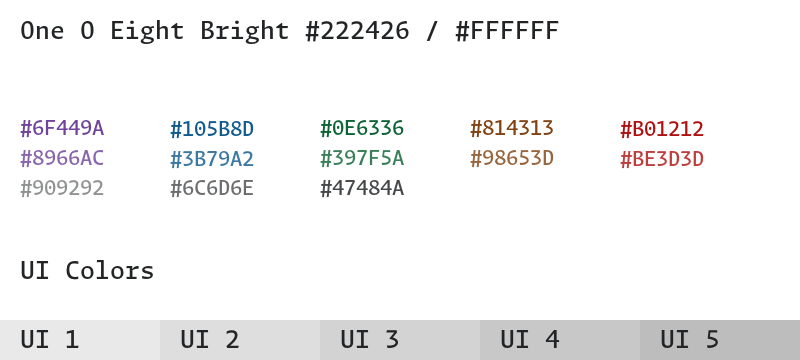 One O Eight Bright #222426 / #FFFFFF
#6F449A #105B8D #0E6336 #814313 #B01212
#8966AC #3B79A2 #397F5A #98653D #BE3D3D
#909292 #6C6D6E #47484A
UI Colors
UI 1 UI 2 UI 3 UI 4 UI 5